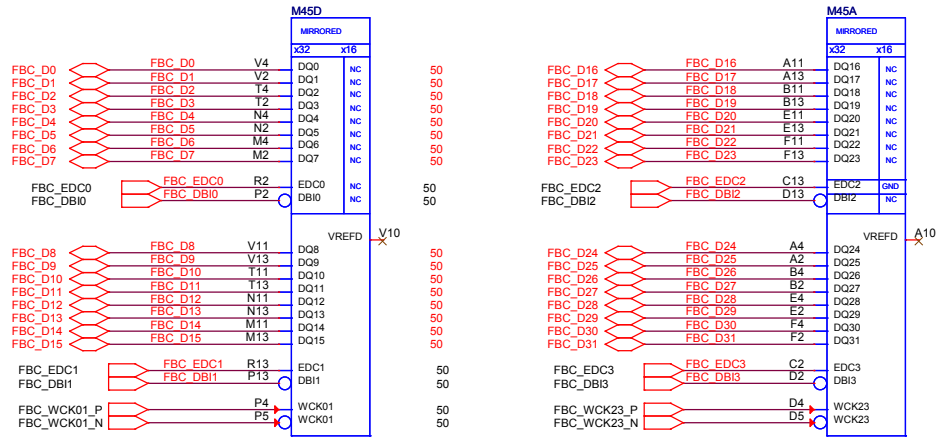 M45D
MIRRORED
x32 x16
FBC_D0 FBC_D0 V4 DQ0 NC 50
FBC_D1 FBC_D1 V2 DQ1 NC 50
FBC_D2 FBC_D2 T4 DQ2 NC 50
FBC_D3 FBC_D3 T2 DQ3 NC 50
FBC_D4 FBC_D4 N4 DQ4 NC 50
FBC_D5 FBC_D5 N2 DQ5 NC 50
FBC_D6 FBC_D6 M4 DQ6 NC 50
FBC_D7 FBC_D7 M2 DQ7 NC 50
FBC_EDC0 FBC_EDC0 R2 EDC0 NC 50
FBC_DBI0 FBC_DBI0 P2 DBI0 NC 50
VREFD V10
FBC_D8 FBC_D8 V11 DQ8 50
FBC_D9 FBC_D9 V13 DQ9 50
FBC_D10 FBC_D10 T11 DQ10 50
FBC_D11 FBC_D11 T13 DQ11 50
FBC_D12 FBC_D12 N11 DQ12 50
FBC_D13 FBC_D13 N13 DQ13 50
FBC_D14 FBC_D14 M11 DQ14 50
FBC_D15 FBC_D15 M13 DQ15 50
FBC_EDC1 FBC_EDC1 R13 EDC1 50
FBC_DBI1 FBC_DBI1 P13 DBI1 50
FBC_WCK01_P P4 WCK01 50
FBC_WCK01_N P5 WCK01 50
M45A
MIRRORED
x32 x16
FBC_D16 FBC_D16 A11 DQ16 NC
FBC_D17 FBC_D17 A13 DQ17 NC
FBC_D18 FBC_D18 B11 DQ18 NC
FBC_D19 FBC_D19 B13 DQ19 NC
FBC_D20 FBC_D20 E11 DQ20 NC
FBC_D21 FBC_D21 E13 DQ21 NC
FBC_D22 FBC_D22 F11 DQ22 NC
FBC_D23 FBC_D23 F13 DQ23 NC
FBC_EDC2 FBC_EDC2 C13 EDC2 GND
FBC_DBI2 FBC_DBI2 D13 DBI2 NC
VREFD A10
FBC_D24 FBC_D24 A4 DQ24
FBC_D25 FBC_D25 A2 DQ25
FBC_D26 FBC_D26 B4 DQ26
FBC_D27 FBC_D27 B2 DQ27
FBC_D28 FBC_D28 E4 DQ28
FBC_D29 FBC_D29 E2 DQ29
FBC_D30 FBC_D30 F4 DQ30
FBC_D31 FBC_D31 F2 DQ31
FBC_EDC3 FBC_EDC3 C2 EDC3
FBC_DBI3 FBC_DBI3 D2 DBI3
FBC_WCK23_P D4 WCK23
FBC_WCK23_N D5 WCK23